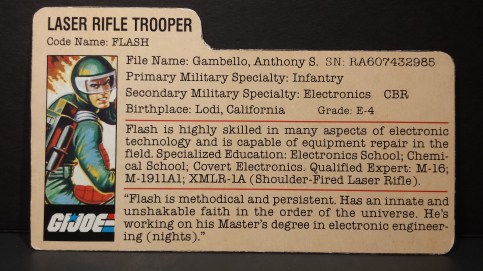 LASER RIFLE TROOPER
Code Name: FLASH
File Name: Gambello, Anthony S. SN: RA607432985
Primary Military Specialty: Infantry
Secondary Military Specialty: Electronics CBR
Birthplace: Lodi, California Grade: E-4
Flash is highly skilled in many aspects of electronic
technology and is capable of equipment repair in the
field. Specialized Education: Electronics School; Chemi-
cal School; Covert Electronics. Qualified Expert: M-16;
M-1911A1; XMLR-1A (Shoulder-Fired Laser Rifle).
"Flash is methodical and persistent. Has an innate and
unshakable faith in the order of the universe. He's
working on his Master's degree in electronic engineer-
ing (nights)."
GI JOE